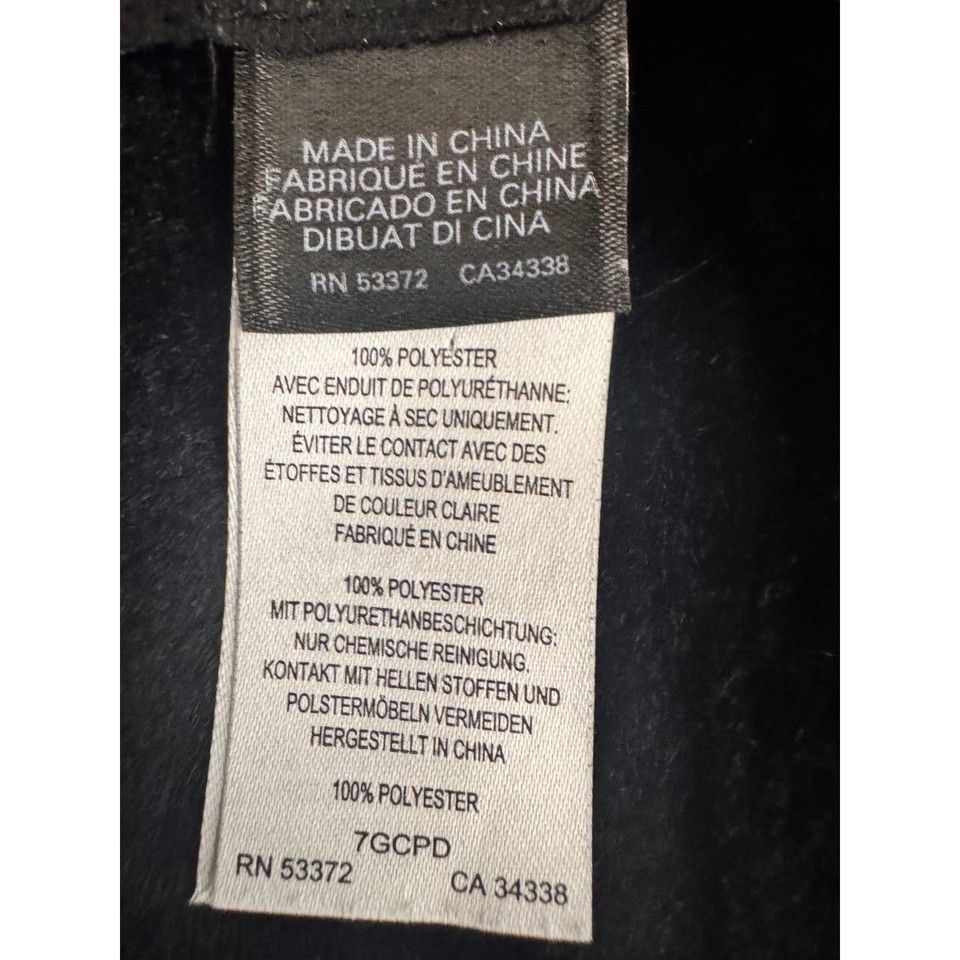 MADE IN CHINA
FABRIQUÉ EN CHINE
FABRICADO EN CHINA
DIBUAT DI CINA
RN 53372 CA34338
100% POLYESTER
AVEC ENDUIT DE POLYURÉTHANNE:
NETTOYAGE À SEC UNIQUEMENT.
ÉVITER LE CONTACT AVEC DES
ÉTOFFES ET TISSUS D'AMEUBLEMENT
DE COULEUR CLAIRE
FABRIQUÉ EN CHINE
100% POLYESTER
MIT POLYURETHANBESCHICHTUNG:
NUR CHEMISCHE REINIGUNG.
KONTAKT MIT HELLEN STOFFEN UND
POLSTERMÖBELN VERMEIDEN
HERGESTELLT IN CHINA
100% POLYESTER
7GCPD
RN 53372 CA 34338